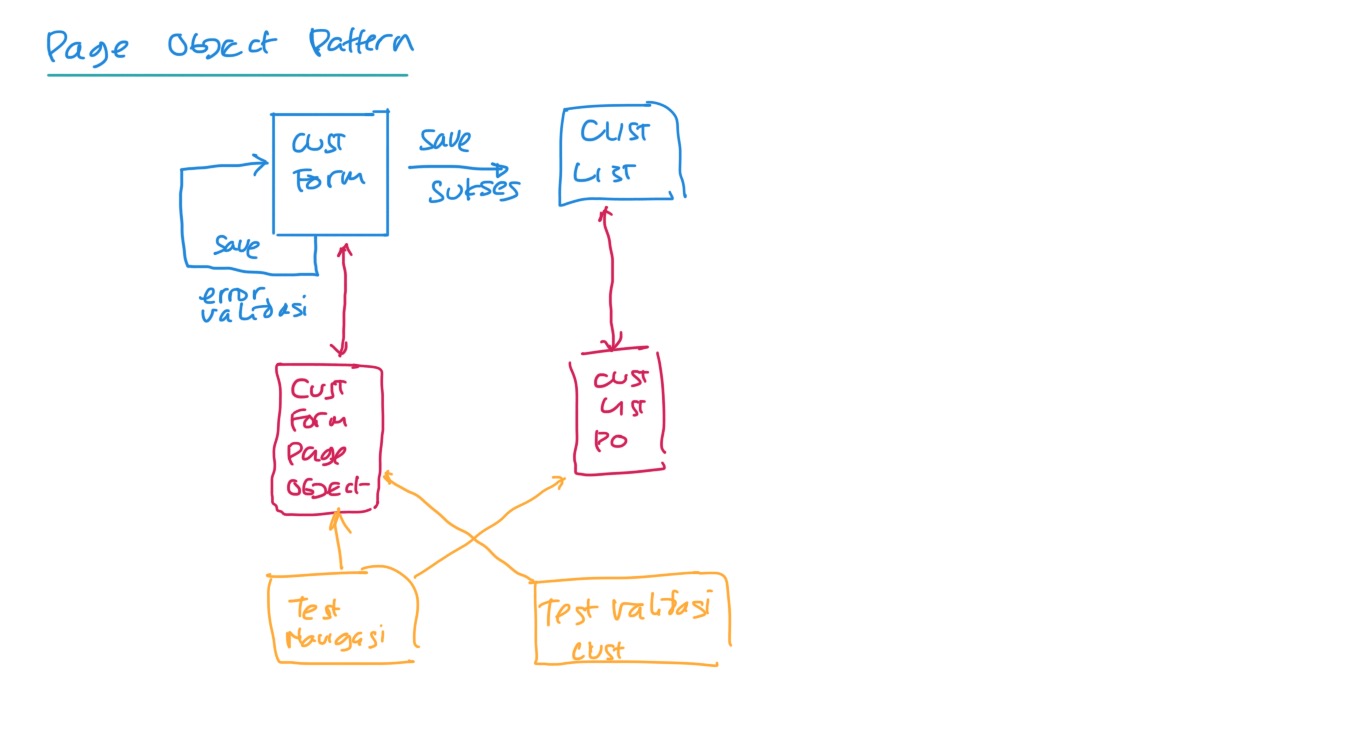 Page Object Pattern
Cust
Form
Save
Sukses
Cust
List
Save
error
validasi
Cust
Form
Page
Object
Cust
List
PO
Test
Navigasi
Test validasi
cust